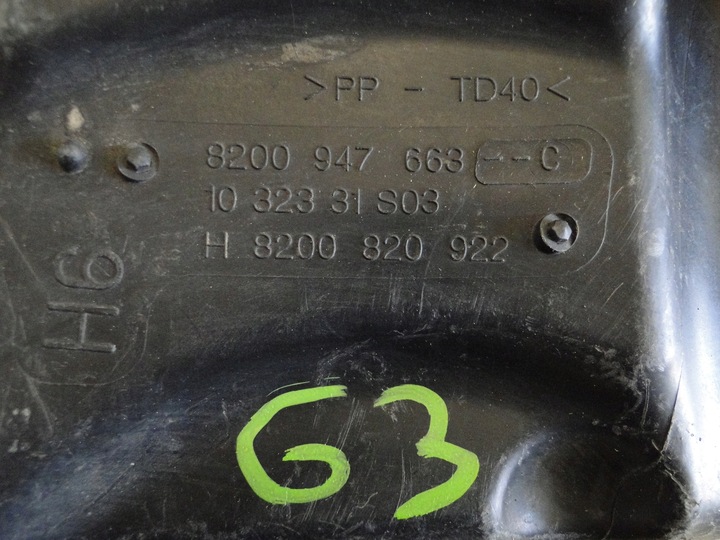 >PP - TD40<
8200 947 663 --C
10 323 31 S03
H 8200 820 922
H6
G3